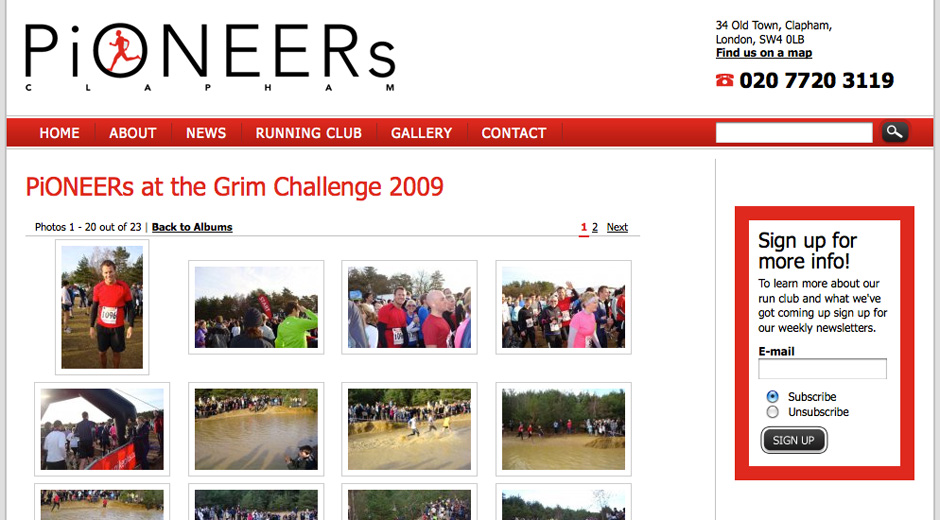 PiONEERs
CLAPHAM
34 Old Town, Clapham,
London, SW4 0LB
Find us on a map
020 7720 3119
HOME ABOUT NEWS RUNNING CLUB GALLERY CONTACT
PiONEERs at the Grim Challenge 2009
Photos 1 - 20 out of 23 | Back to Albums
1 2 Next
1096
Sign up for
more info!
To learn more about our
run club and what we've
got coming up sign up for
our weekly newsletters.
E-mail
Subscribe
Unsubscribe
SIGN UP